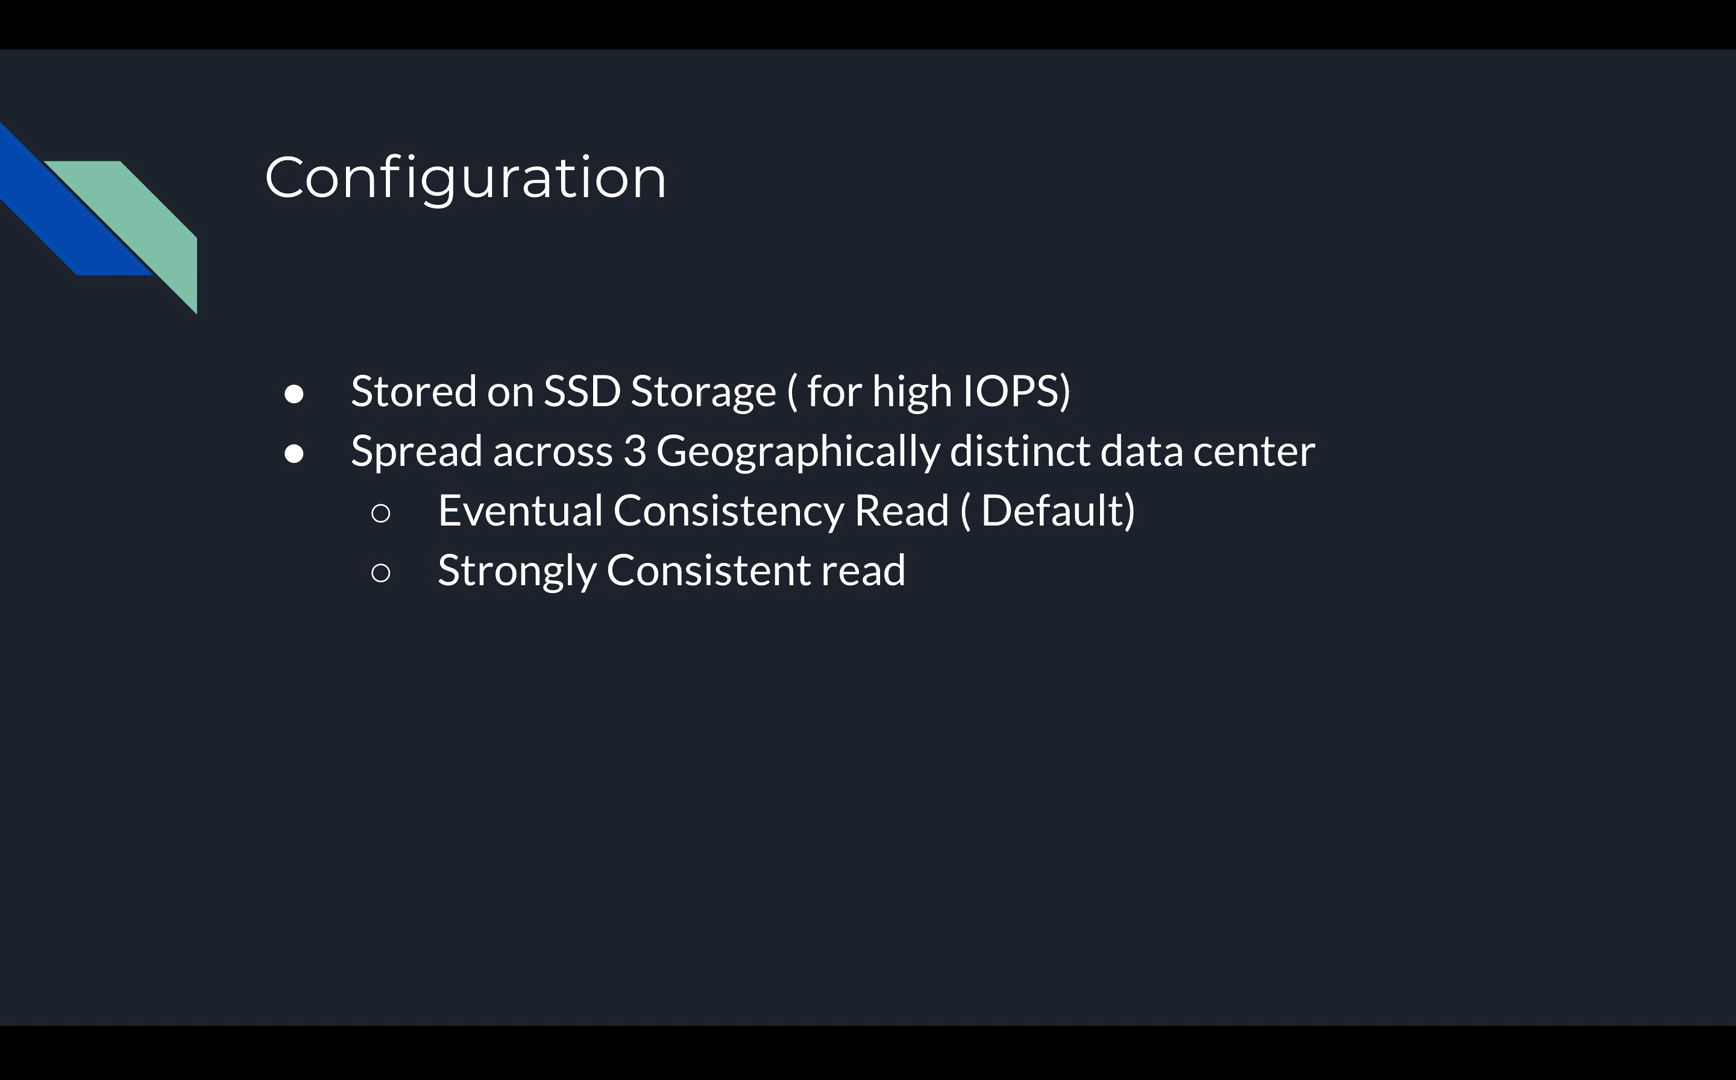 Configuration
● Stored on SSD Storage ( for high IOPS)
● Spread across 3 Geographically distinct data center
○ Eventual Consistency Read ( Default)
○ Strongly Consistent read